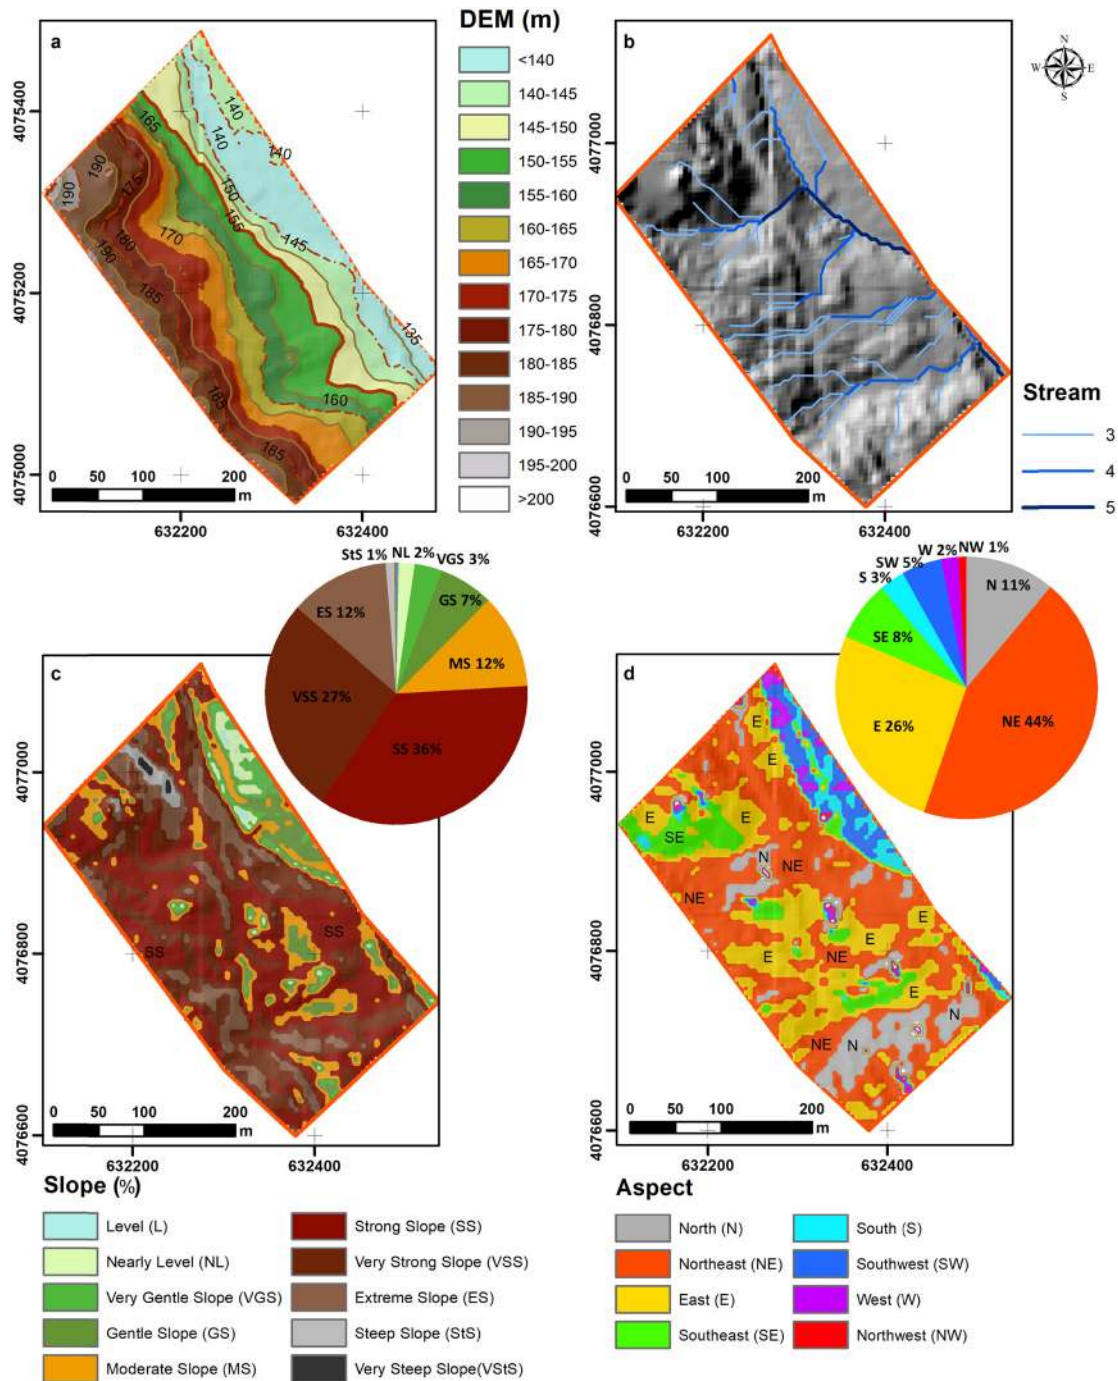 a
DEM (m)
<140
140-145
145-150
150-155
155-160
160-165
165-170
170-175
175-180
180-185
185-190
190-195
195-200
>200
165
140
140
140
190
190
175
150
155
145
180
170
190
185
135
185
160
185
4075400
4075200
4075000
0 50 100 200
m
632200 632400
b
N
W E
S
4077000
4076800
4076600
0 50 100 200
m
632200 632400
Stream
3
4
5
StS 1%
NL 2%
VGS 3%
ES 12%
GS 7%
MS 12%
VSS 27%
SS 36%
c
SS
SS
4077000
4076800
4076600
0 50 100 200
m
632200 632400
W 2%
NW 1%
SW 5%
S 3%
N 11%
SE 8%
E 26%
NE 44%
d
E
E
E
E
SE
N
NE
NE
E
E
E
NE
E
N
NE
N
4077000
4076800
4076600
0 50 100 200
m
632200 632400
Slope (%)
Level (L)
Nearly Level (NL)
Very Gentle Slope (VGS)
Gentle Slope (GS)
Moderate Slope (MS)
Strong Slope (SS)
Very Strong Slope (VSS)
Extreme Slope (ES)
Steep Slope (StS)
Very Steep Slope(VStS)
Aspect
North (N)
Northeast (NE)
East (E)
Southeast (SE)
South (S)
Southwest (SW)
West (W)
Northwest (NW)